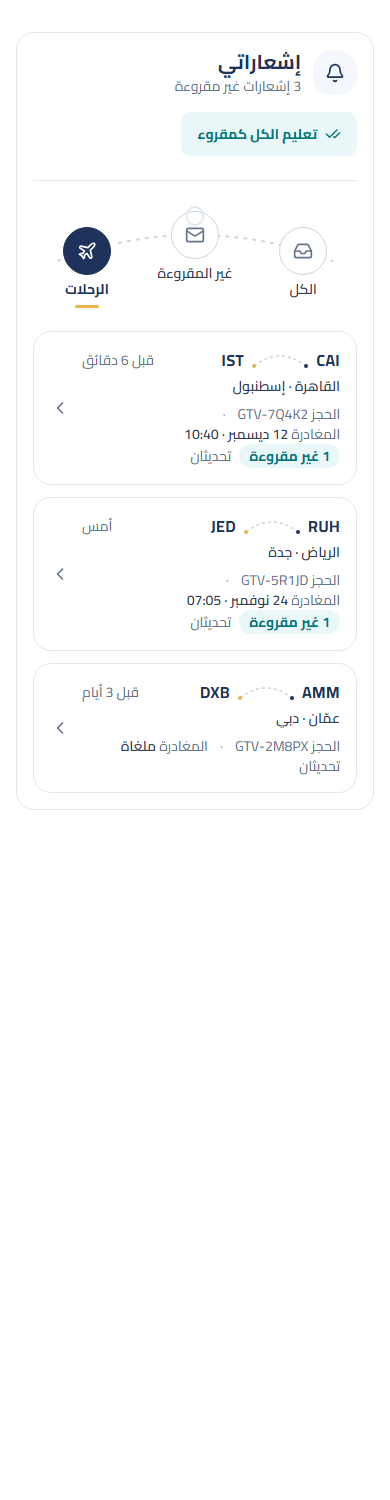 إشعاراتي
3 إشعارات غير مقروءة
تعليم الكل كمقروء
الكل
غير المقروءة
الرحلات
CAI IST قبل 6 دقائق
القاهرة · إسطنبول
الحجز GTV-7Q4K2 ·
المغادرة 12 ديسمبر · 10:40
1 غير مقروءة تحديثان
RUH JED أمس
الرياض · جدة
الحجز GTV-5R1JD ·
المغادرة 24 نوفمبر · 07:05
1 غير مقروءة تحديثان
AMM DXB قبل 3 أيام
عمّان · دبي
الحجز GTV-2M8PX · المغادرة ملغاة
تحديثان